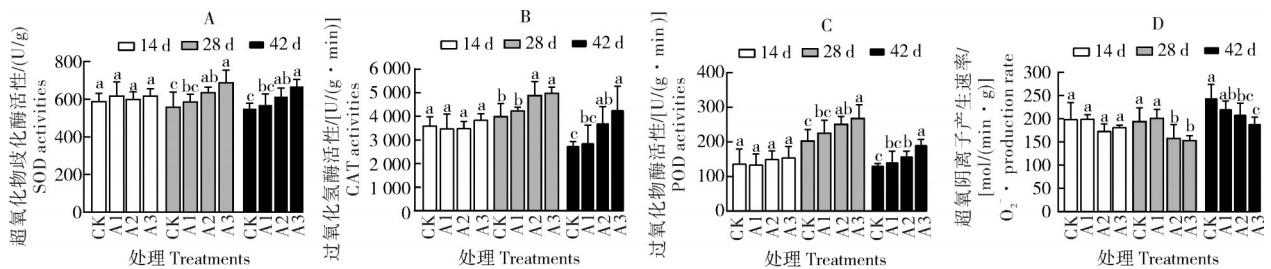 A
超氧化物歧化酶活性/(U/g)
SOD activities
14 d 28 d 42 d
800
600
400
200
0
a a a a c bc ab a c bc ab a
CK A1 A2 A3 CK A1 A2 A3 CK A1 A2 A3
处理 Treatments
B
过氧化氢酶活性/[U/(g·min)]
CAT activities
14 d 28 d 42 d
6 000
5 000
4 000
3 000
2 000
1 000
0
a a a a b b a a c bc ab a
CK A1 A2 A3 CK A1 A2 A3 CK A1 A2 A3
处理 Treatments
C
过氧化物酶活性/[U/(g·min)]
POD activities
14 d 28 d 42 d
400
300
200
100
0
a a a a c bc ab a c bc b a
CK A1 A2 A3 CK A1 A2 A3 CK A1 A2 A3
处理 Treatments
D
超氧阴离子产生速率/
[mol/(min·g)]
O₂⁻· production rate
14 d 28 d 42 d
300
250
200
150
100
50
0
a a a a a a b b a ab bc c
CK A1 A2 A3 CK A1 A2 A3 CK A1 A2 A3
处理 Treatments